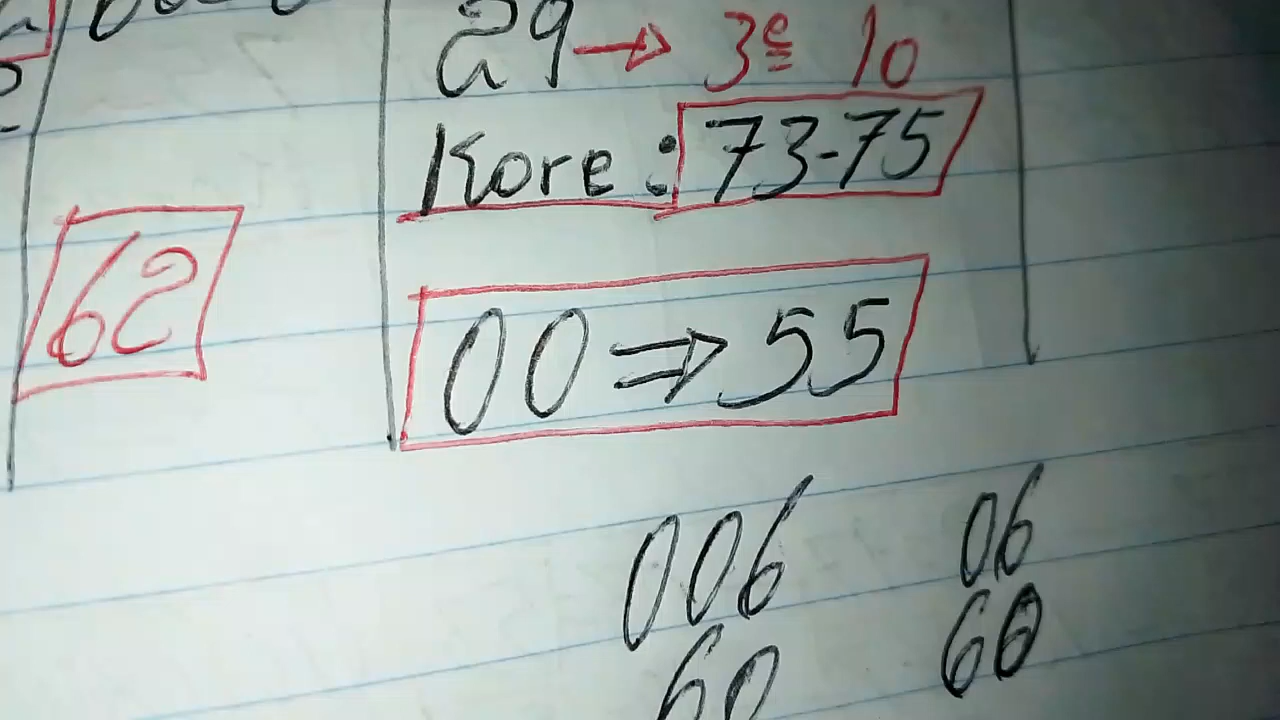 29 → 3e 10
Kore : 73-75
62
00 ⇒ 55
006 06
60 60